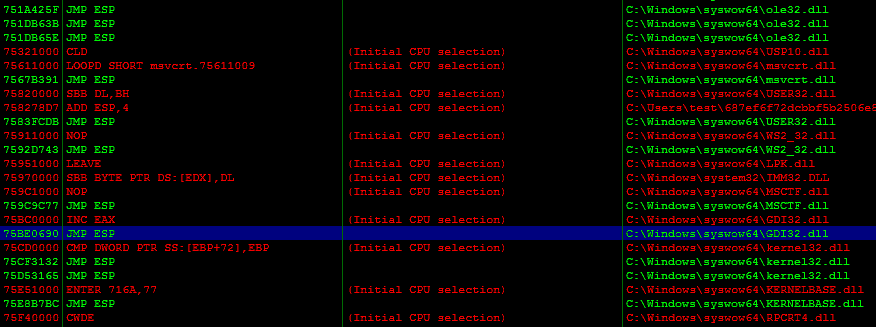 751A425F JMP ESP C:\Windows\syswow64\ole32.dll
751DB63B JMP ESP C:\Windows\syswow64\ole32.dll
751DB65E JMP ESP C:\Windows\syswow64\ole32.dll
75321000 CLD (Initial CPU selection) C:\Windows\syswow64\USP10.dll
75611000 LOOPD SHORT msvcrt.75611009 (Initial CPU selection) C:\Windows\syswow64\msvcrt.dll
7567B391 JMP ESP C:\Windows\syswow64\msvcrt.dll
75820000 SBB DL,BH (Initial CPU selection) C:\Windows\syswow64\USER32.dll
758278D7 ADD ESP,4 (Initial CPU selection) C:\Users\test\687ef6f72dcbbf5b2506e8
7583FCDB JMP ESP C:\Windows\syswow64\USER32.dll
75911000 NOP (Initial CPU selection) C:\Windows\syswow64\WS2_32.dll
7592D743 JMP ESP C:\Windows\syswow64\WS2_32.dll
75951000 LEAVE (Initial CPU selection) C:\Windows\syswow64\LPK.dll
75970000 SBB BYTE PTR DS:[EDX],DL (Initial CPU selection) C:\Windows\system32\IMM32.DLL
759C1000 NOP (Initial CPU selection) C:\Windows\syswow64\MSCTF.dll
759C9C77 JMP ESP C:\Windows\syswow64\MSCTF.dll
75BC0000 INC EAX (Initial CPU selection) C:\Windows\syswow64\GDI32.dll
75BE0690 JMP ESP C:\Windows\syswow64\GDI32.dll
75CD0000 CMP DWORD PTR SS:[EBP+72],EBP (Initial CPU selection) C:\Windows\syswow64\kernel32.dll
75CF3132 JMP ESP C:\Windows\syswow64\kernel32.dll
75D53165 JMP ESP C:\Windows\syswow64\kernel32.dll
75E51000 ENTER 716A,77 (Initial CPU selection) C:\Windows\syswow64\KERNELBASE.dll
75E8B7BC JMP ESP C:\Windows\syswow64\KERNELBASE.dll
75F40000 CWDE (Initial CPU selection) C:\Windows\syswow64\RPCRT4.dll